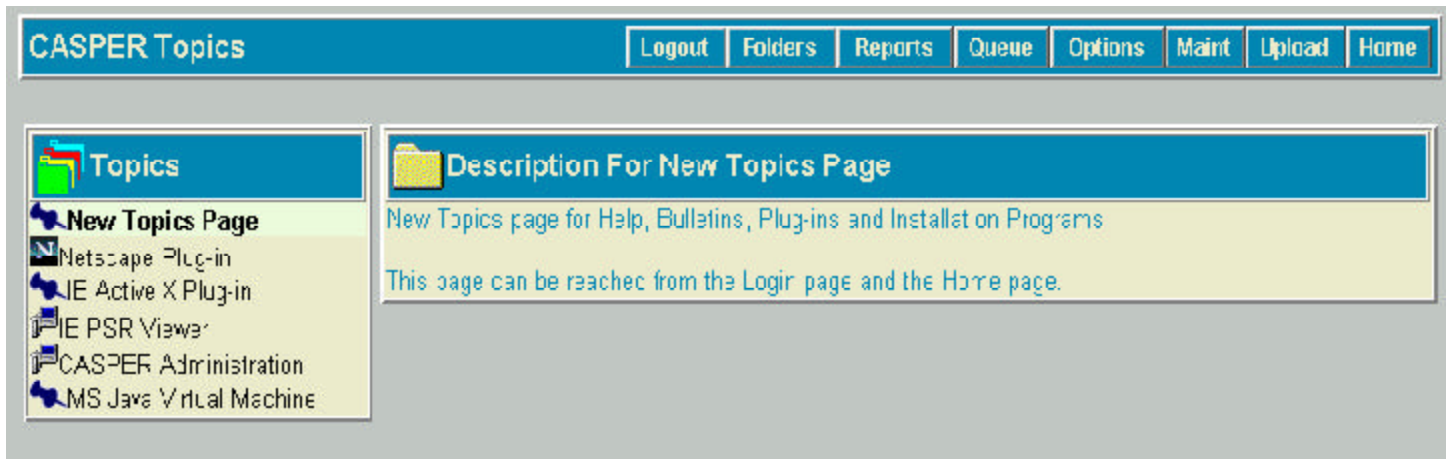 CASPER Topics
Logout Folders Reports Queue Options Maint Upload Home
Topics
New Topics Page
Netscape Plug-in
IE Active X Plug-in
IE PSR Viewer
CASPER Administration
MS Java Virtual Machine
Description For New Topics Page
New Topics page for Help, Bulletins, Plug-ins and Installation Programs
This page can be reached from the Login page and the Home page.